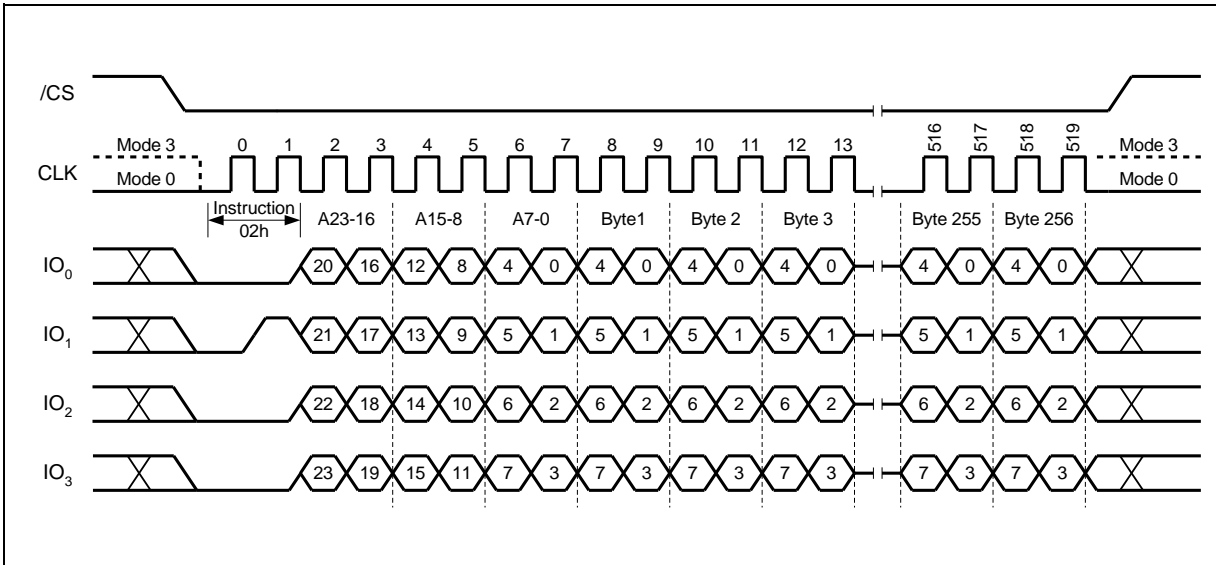 /CS
Mode 3 0 1 2 3 4 5 6 7 8 9 10 11 12 13 516 517 518 519 Mode 3
CLK
Mode 0 Mode 0
Instruction
02h
A23-16 A15-8 A7-0 Byte1 Byte 2 Byte 3 Byte 255 Byte 256
IO0 20 16 12 8 4 0 4 0 4 0 4 0 4 0 4 0
IO1 21 17 13 9 5 1 5 1 5 1 5 1 5 1 5 1
IO2 22 18 14 10 6 2 6 2 6 2 6 2 6 2 6 2
IO3 23 19 15 11 7 3 7 3 7 3 7 3 7 3 7 3